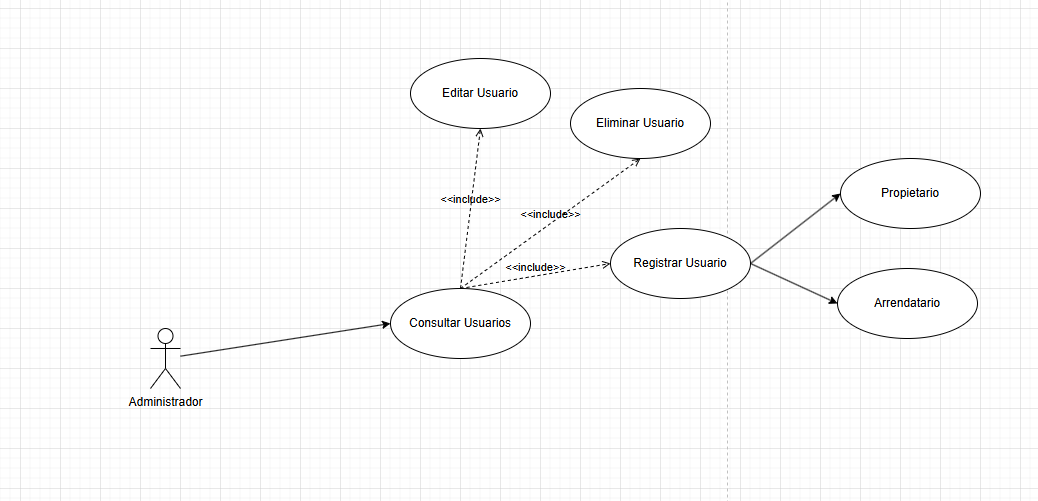 Editar Usuario
Eliminar Usuario
<<include>>
<<include>>
Propietario
<<include>>
Registrar Usuario
Arrendatario
Consultar Usuarios
Administrador